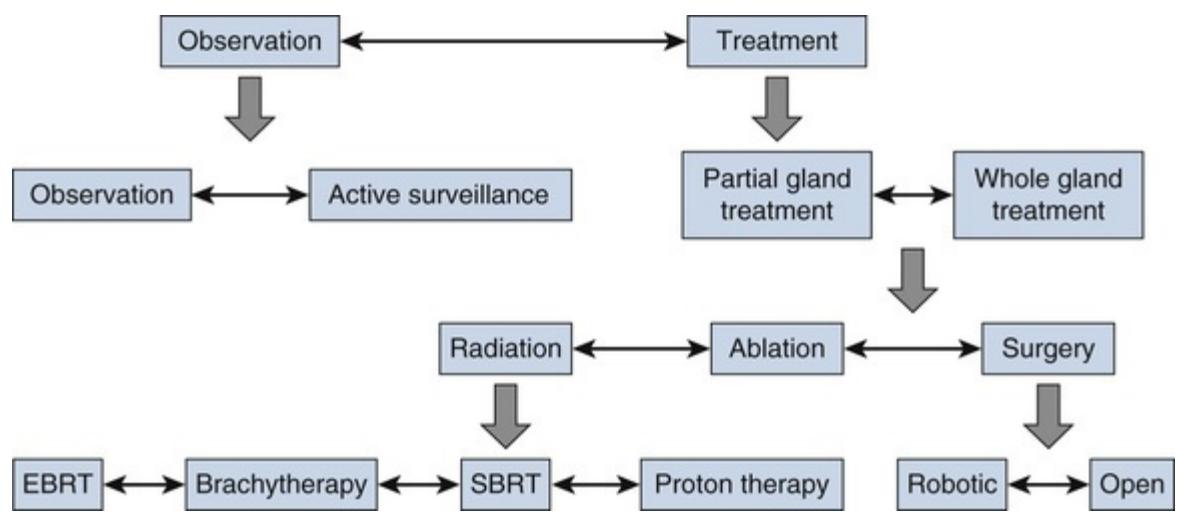 Observation
Treatment
Observation
Active surveillance
Partial gland
treatment
Whole gland
treatment
Radiation
Ablation
Surgery
EBRT
Brachytherapy
SBRT
Proton therapy
Robotic
Open